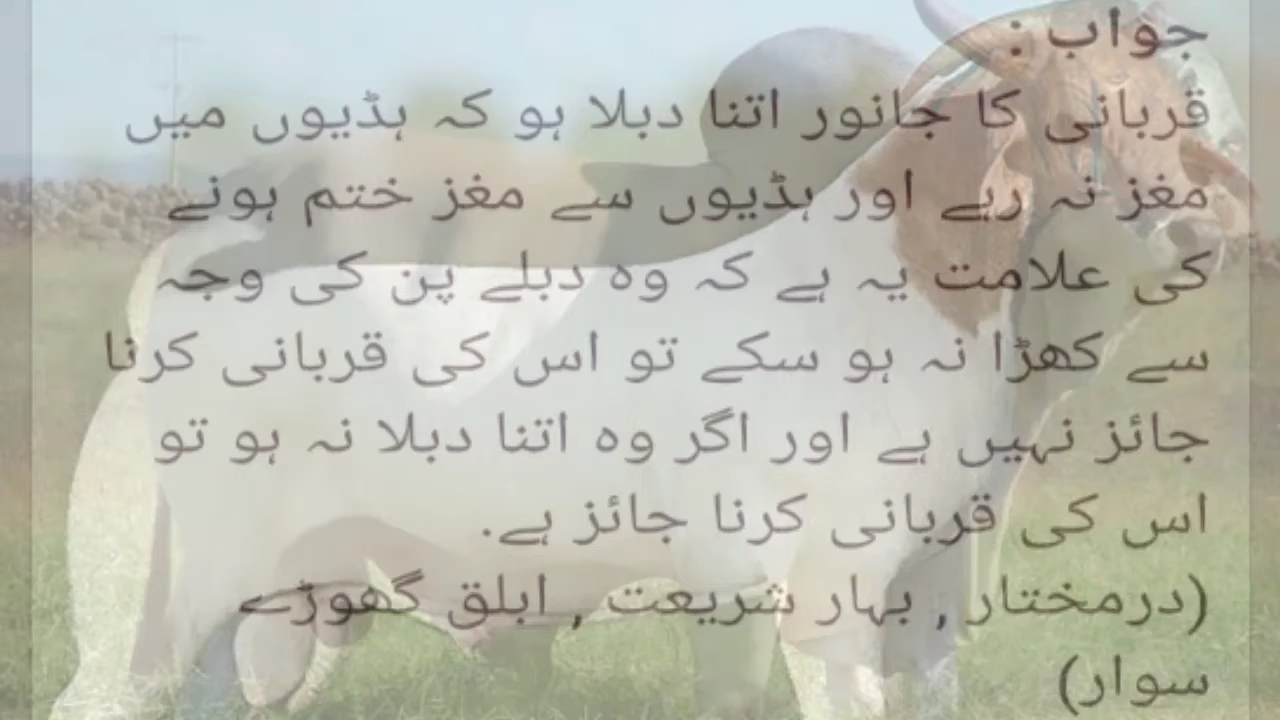 جواب :
قربانی کا جانور اتنا دبلا ہو کہ ہڈیوں میں
مغز نہ رہے اور ہڈیوں سے مغز ختم ہونے
کی علامت یہ ہے کہ وہ دبلے پن کی وجہ
سے کھڑا نہ ہو سکے تو اس کی قربانی کرنا
جائز نہیں ہے اور اگر وہ اتنا دبلا نہ ہو تو
اس کی قربانی کرنا جائز ہے.
(درمختار , بہار شریعت , ابلق گھوڑے
سوار)